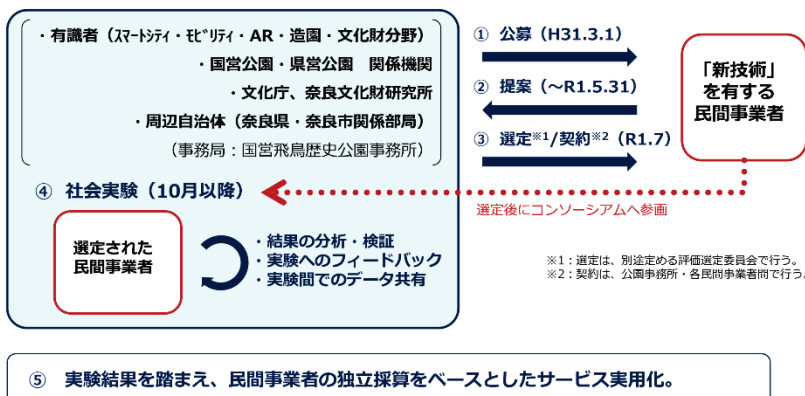 ・有識者（ｽﾏｰﾄｼﾃｨ・ﾓﾋﾞﾘﾃｨ・AR・造園・文化財分野）
・国営公園・県営公園　関係機関
・文化庁、奈良文化財研究所
・周辺自治体（奈良県・奈良市関係部局）
（事務局：国営飛鳥歴史公園事務所）
① 公募（H31.3.1）
② 提案（～R1.5.31）
③ 選定※1/契約※2（R1.7）
「新技術」
を有する
民間事業者
④ 社会実験（10月以降）
選定後にコンソーシアムへ参画
選定された
民間事業者
・結果の分析・検証
・実験へのフィードバック
・実験間でのデータ共有
※1：選定は、別途定める評価選定委員会で行う。
※2：契約は、公園事務所・各民間事業者間で行う。
⑤ 実験結果を踏まえ、民間事業者の独立採算をベースとしたサービス実用化。